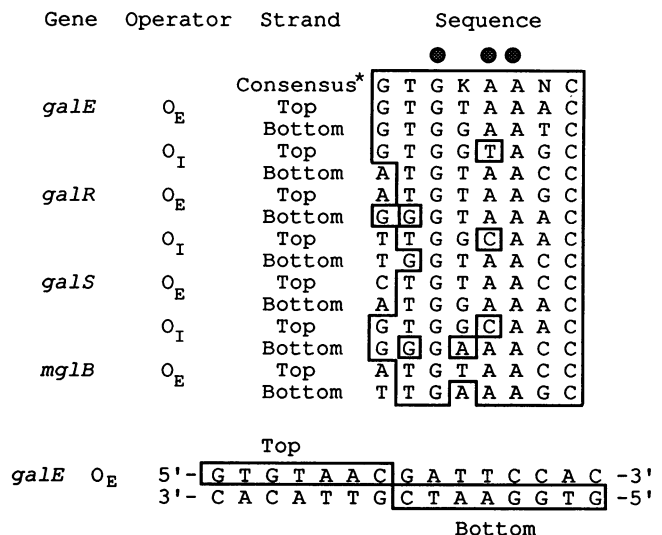 Gene Operator Strand Sequence
Consensus* G T G K A A N C
galE O_E Top G T G T A A A C
Bottom G T G G A A T C
O_I Top G T G G T A G C
Bottom A T G T A A C C
galR O_E Top A T G T A A A C
Bottom G G G T A A A C
O_I Top T T G G C A A C
Bottom T G G T A A C C
galS O_E Top C T G T A A C C
Bottom A T G G A A A C
O_I Top G T G G C A A C
Bottom G G G A A A C C
mglB O_E Top A T G T A A C C
Bottom T T G A A A G C
Top
galE O_E 5'- G T G T A A C G A T T C C A C -3'
3'- C A C A T T G C T A A G G T G -5'
Bottom